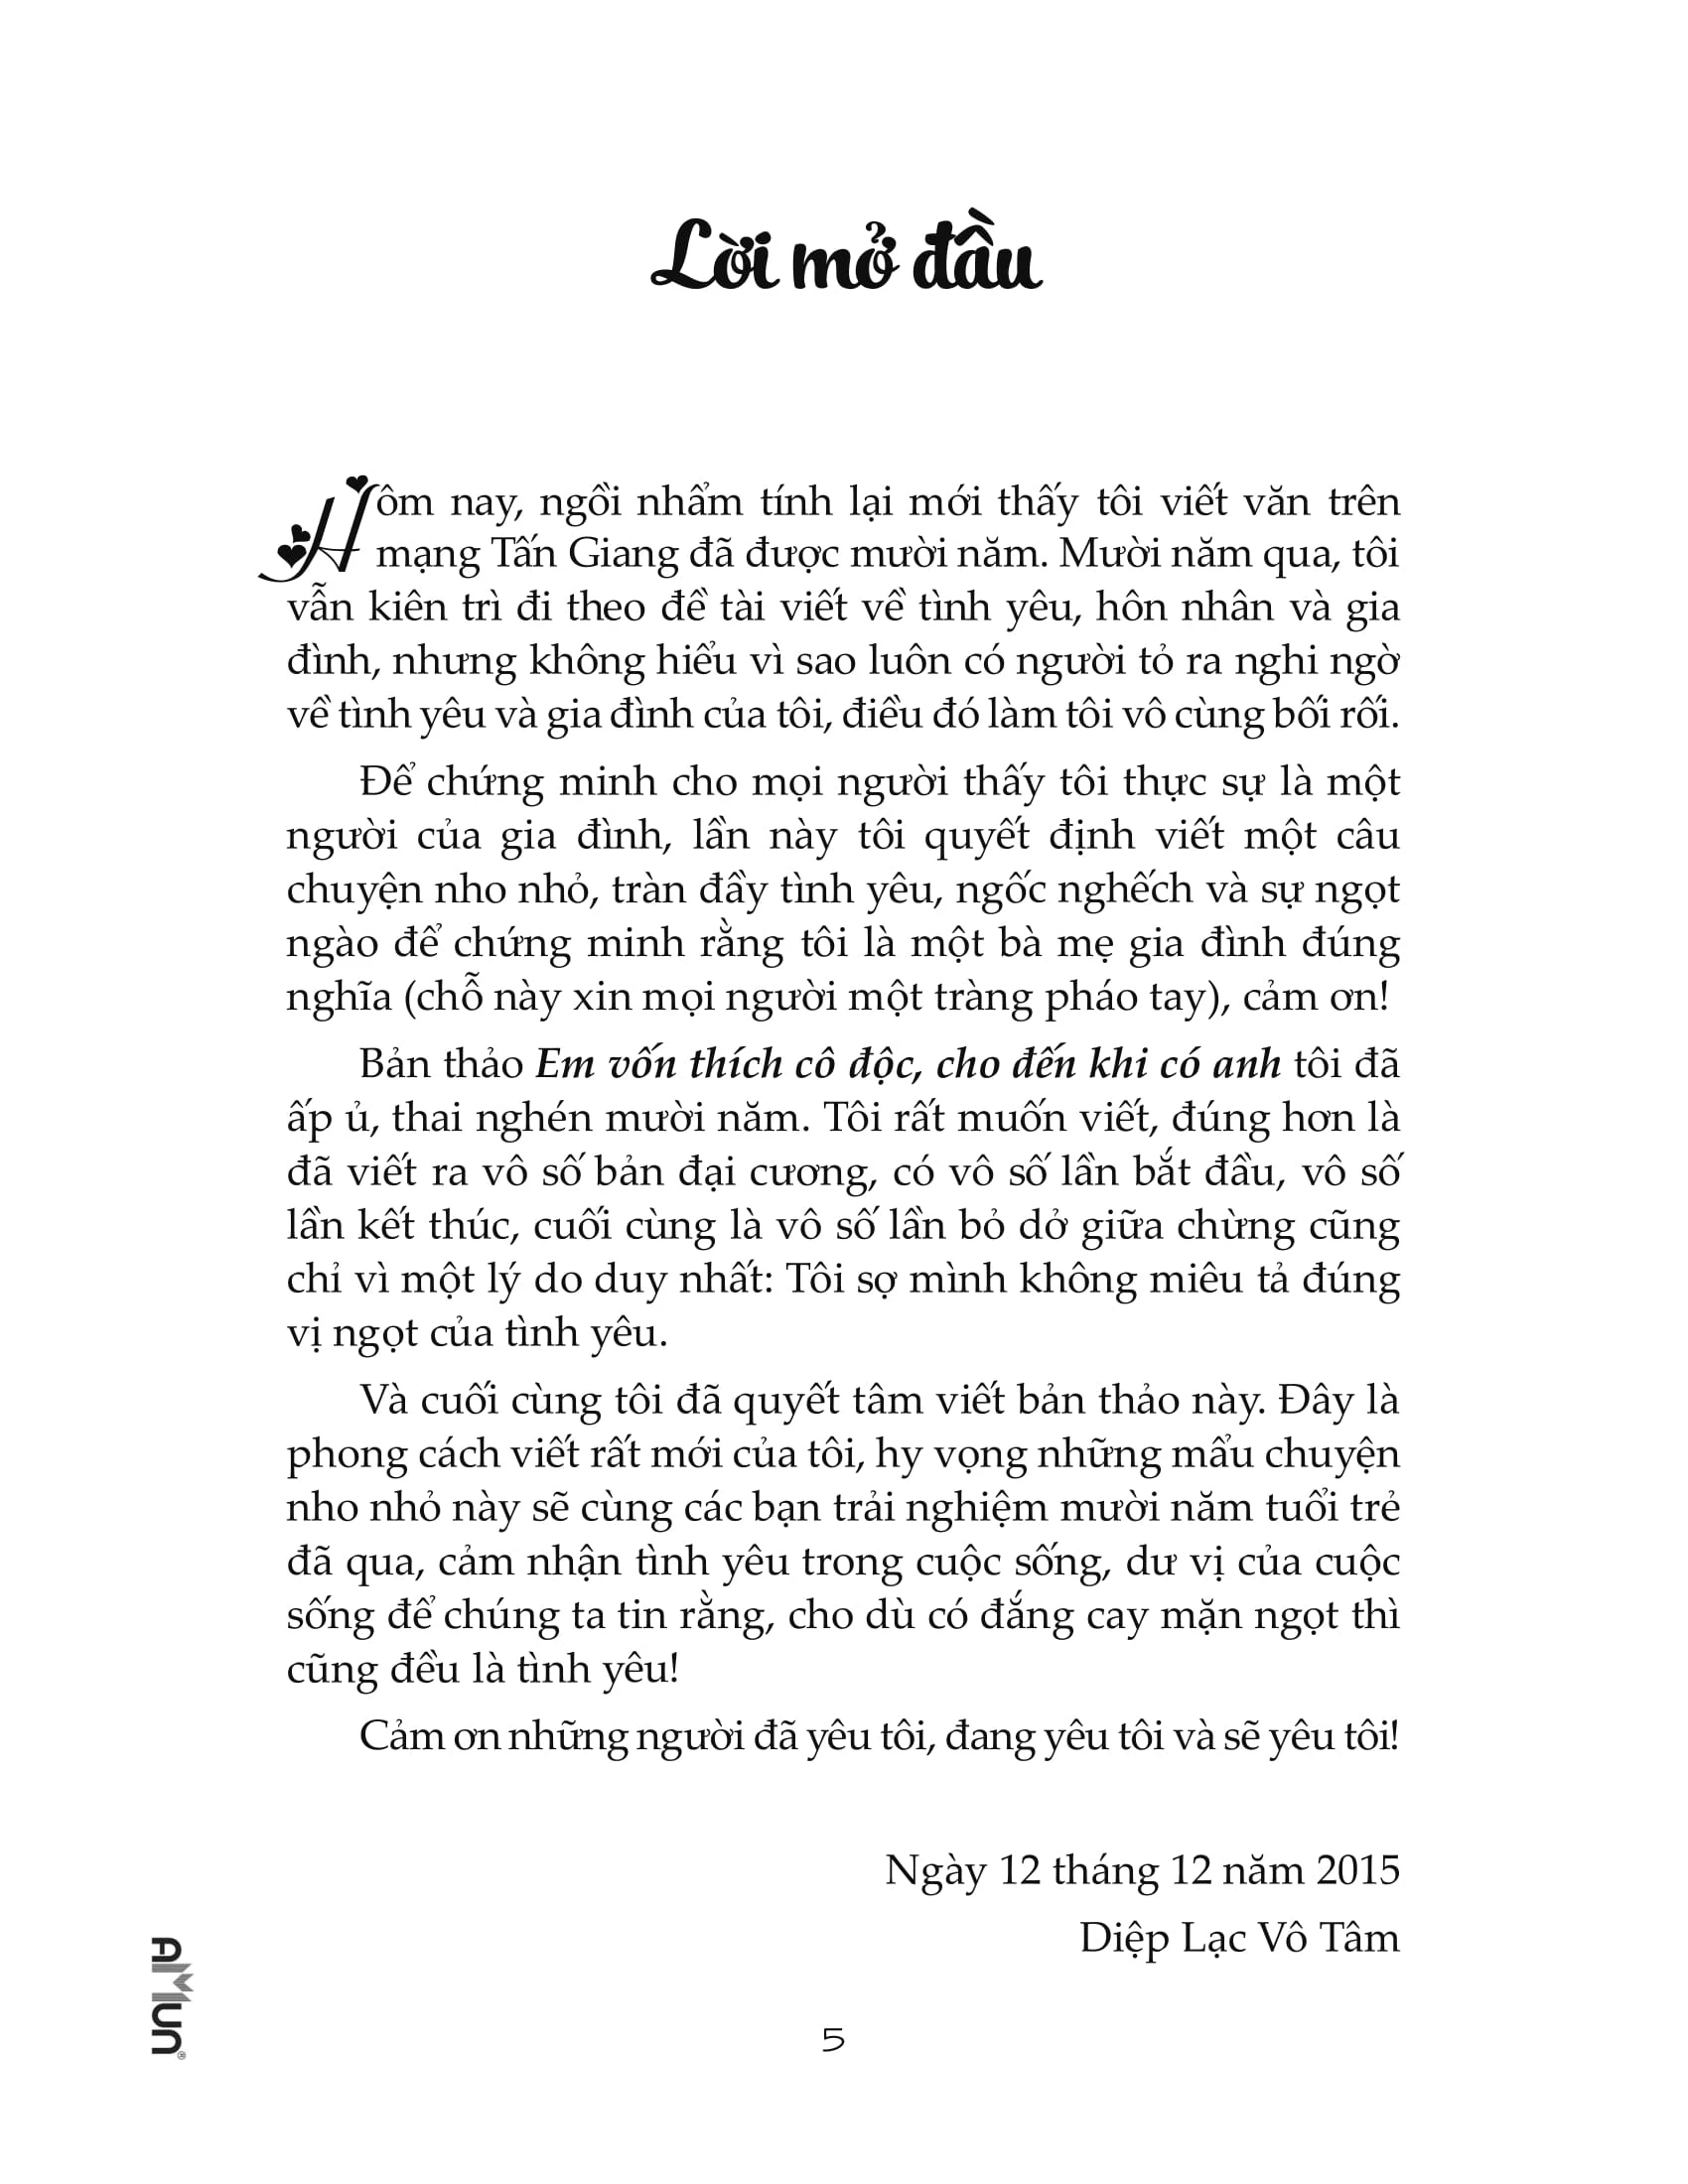 Lời mở đầu
Hôm nay, ngồi nhẩm tính lại mới thấy tôi viết văn trên
mạng Tấn Giang đã được mười năm. Mười năm qua, tôi
vẫn kiên trì đi theo đề tài viết về tình yêu, hôn nhân và gia
đình, nhưng không hiểu vì sao luôn có người tỏ ra nghi ngờ
về tình yêu và gia đình của tôi, điều đó làm tôi vô cùng bối rối.
Để chứng minh cho mọi người thấy tôi thực sự là một
người của gia đình, lần này tôi quyết định viết một câu
chuyện nho nhỏ, tràn đầy tình yêu, ngốc nghếch và sự ngọt
ngào để chứng minh rằng tôi là một bà mẹ gia đình đúng
nghĩa (chỗ này xin mọi người một tràng pháo tay), cảm ơn!
Bản thảo Em vốn thích cô độc, cho đến khi có anh tôi đã
ấp ủ, thai nghén mười năm. Tôi rất muốn viết, đúng hơn là
đã viết ra vô số bản đại cương, có vô số lần bắt đầu, vô số
lần kết thúc, cuối cùng là vô số lần bỏ dở giữa chừng cũng
chỉ vì một lý do duy nhất: Tôi sợ mình không miêu tả đúng
vị ngọt của tình yêu.
Và cuối cùng tôi đã quyết tâm viết bản thảo này. Đây là
phong cách viết rất mới của tôi, hy vọng những mẩu chuyện
nho nhỏ này sẽ cùng các bạn trải nghiệm mười năm tuổi trẻ
đã qua, cảm nhận tình yêu trong cuộc sống, dư vị của cuộc
sống để chúng ta tin rằng, cho dù có đắng cay mặn ngọt thì
cũng đều là tình yêu!
Cảm ơn những người đã yêu tôi, đang yêu tôi và sẽ yêu tôi!
Ngày 12 tháng 12 năm 2015
Diệp Lạc Vô Tâm
AMUN®
5